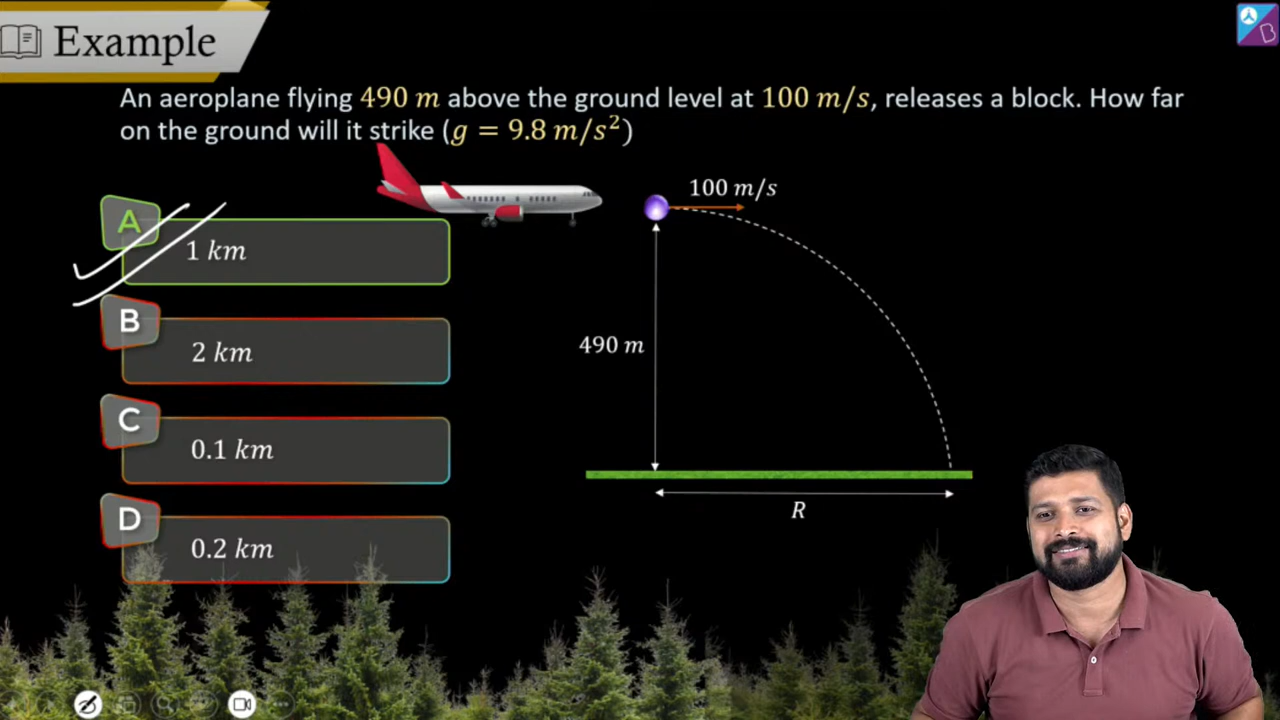 Example
An aeroplane flying 490 m above the ground level at 100 m/s, releases a block. How far
on the ground will it strike (g = 9.8 m/s²)
100 m/s
A
1 km
B
2 km
490 m
C
0.1 km
R
D
0.2 km
B